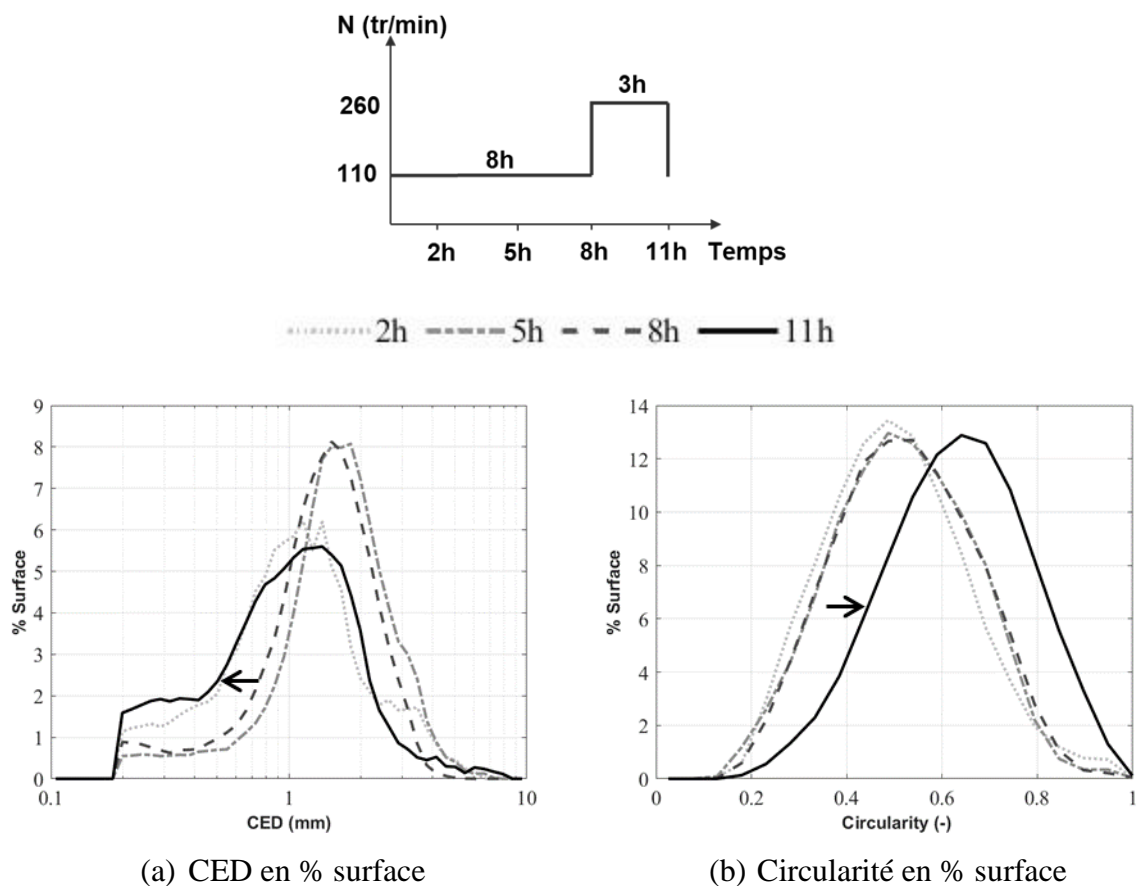 N (tr/min)
3h
260
8h
110
2h 5h 8h 11h Temps
2h 5h 8h 11h
9
8
7
6
5
4
3
2
1
0
% Surface
0.1 1 10
CED (mm)
14
12
10
8
6
4
2
0
% Surface
0 0.2 0.4 0.6 0.8 1
Circularity (-)
(a) CED en % surface
(b) Circularité en % surface